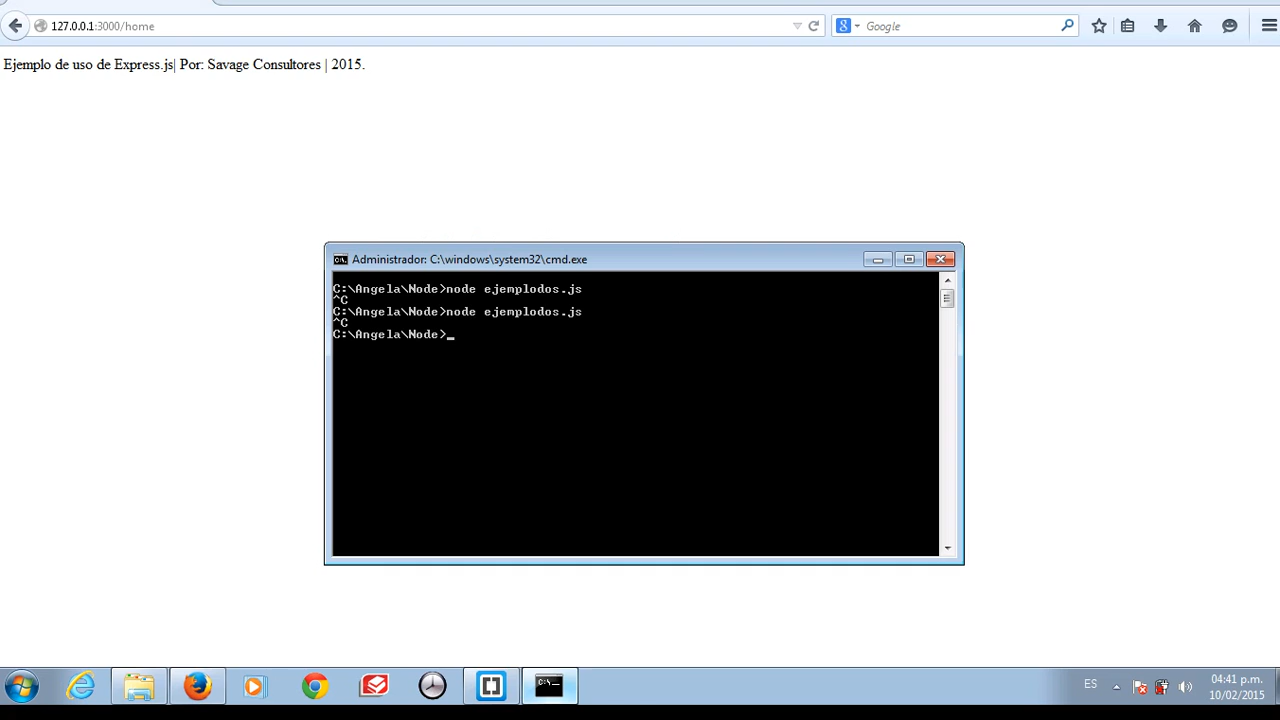 127.0.0.1:3000/home
Google
Ejemplo de uso de Express.js| Por: Savage Consultores | 2015.
Administrador: C:\windows\system32\cmd.exe
C:\Angela\Node>node ejemplodos.js
^C
C:\Angela\Node>node ejemplodos.js
^C
C:\Angela\Node>_
ES
04:41 p.m.
10/02/2015